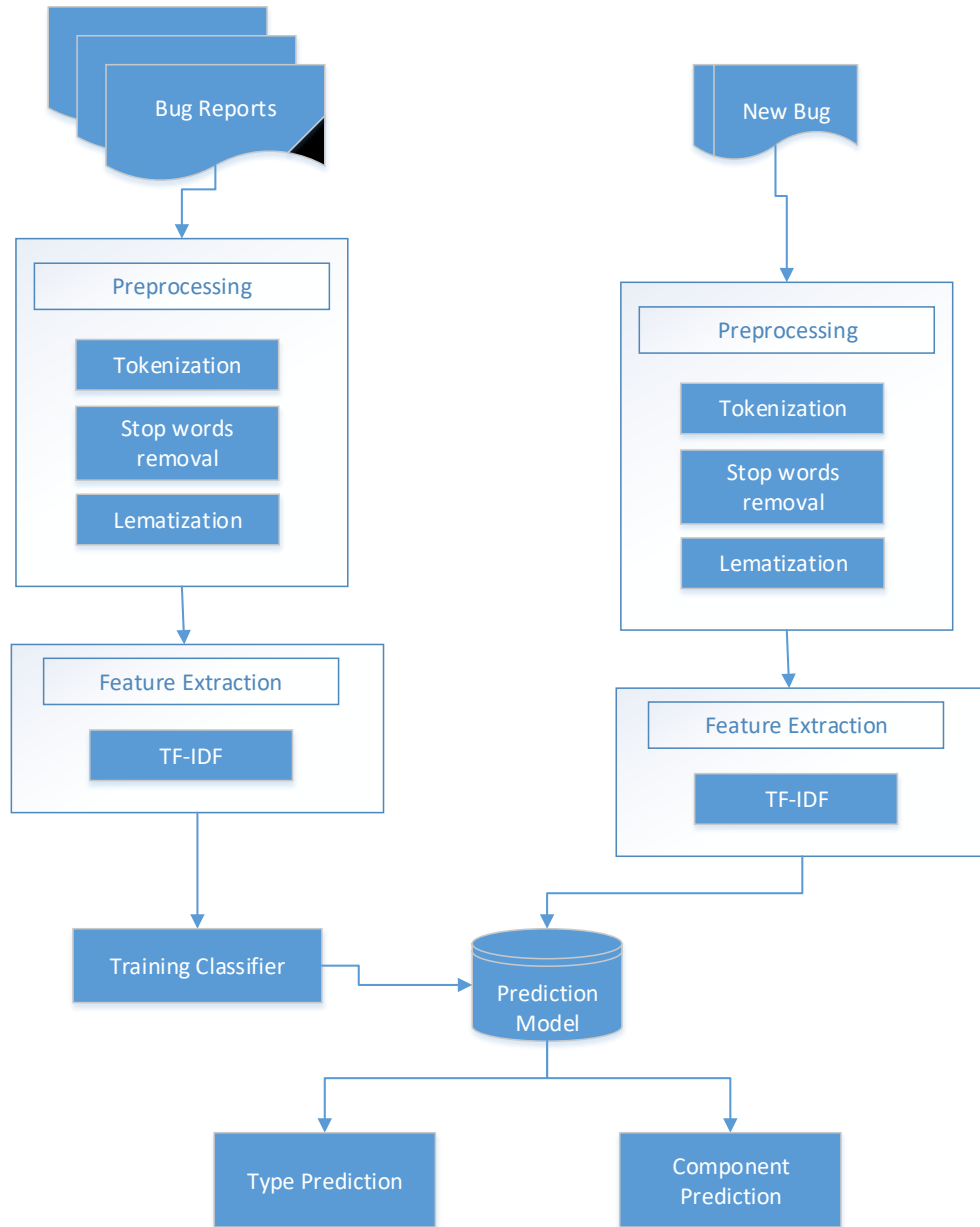 Bug Reports
New Bug
Preprocessing
Tokenization
Stop words
removal
Lematization
Feature Extraction
TF-IDF
Training Classifier
Preprocessing
Tokenization
Stop words
removal
Lematization
Feature Extraction
TF-IDF
Prediction
Model
Type Prediction
Component
Prediction